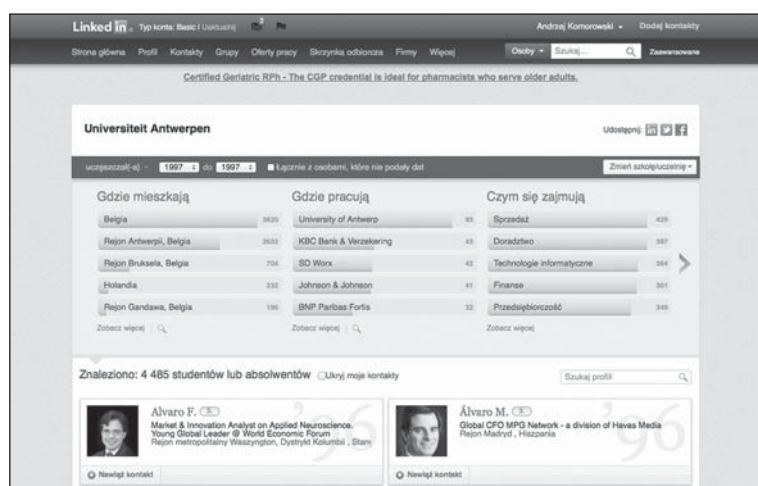 Linked in® Typ konta: Basic | Uaktualnij 2 Andrzej Komorowski Dodaj kontakty
Strona główna Profil Kontakty Grupy Oferty pracy Skrzynka odbiorcza Firmy Więcej Osoby Szukaj... Zaawansowane
Certified Geriatric RPh - The CGP credential is ideal for pharmacists who serve older adults.
Universiteit Antwerpen Udostępnij: in f
uczęszczał(-a) - 1997 do 1997 Łącznie z osobami, które nie podały dat Zmień szkołę/uczelnię
Gdzie mieszkają Gdzie pracują Czym się zajmują
Belgia University of Antwerp 93 Sprzedaż
Rejon Antwerpii, Belgia KBC Bank & Verzekering 43 Doradztwo
Rejon Bruksela, Belgia 704 SD Worx 42 Technologie informatyczne 364
Holandia 232 Johnson & Johnson 41 Finanse 361
Rejon Gandawa, Belgia 196 BNP Paribas Fortis 32 Przedsiębiorczość 349
Zobacz więcej Zobacz więcej Zobacz więcej
Znaleziono: 4 485 studentów lub absolwentów Ukryj moje kontakty Szukaj profili
Alvaro F. '96 Álvaro M. '96
Market & Innovation Analyst on Applied Neuroscience. Global CFO MPG Network - a division of Havas Media
Young Global Leader @ World Economic Forum Rejon Madryd , Hiszpania
Rejon metropolitalny Waszyngton, Dystrykt Kolumbii , Stany
Nawiąż kontakt Nawiąż kontakt